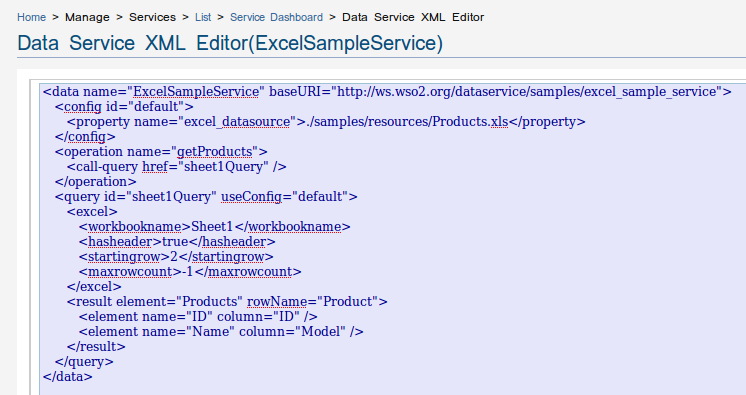 Home > Manage > Services > List > Service Dashboard > Data Service XML Editor
Data Service XML Editor(ExcelSampleService)
<data name="ExcelSampleService" baseURI="http://ws.wso2.org/dataservice/samples/excel_sample_service">
<config id="default">
<property name="excel_datasource">./samples/resources/Products.xls</property>
</config>
<operation name="getProducts">
<call-query href="sheet1Query" />
</operation>
<query id="sheet1Query" useConfig="default">
<excel>
<workbookname>Sheet1</workbookname>
<hasheader>true</hasheader>
<startingrow>2</startingrow>
<maxrowcount>-1</maxrowcount>
</excel>
<result element="Products" rowName="Product">
<element name="ID" column="ID" />
<element name="Name" column="Model" />
</result>
</query>
</data>